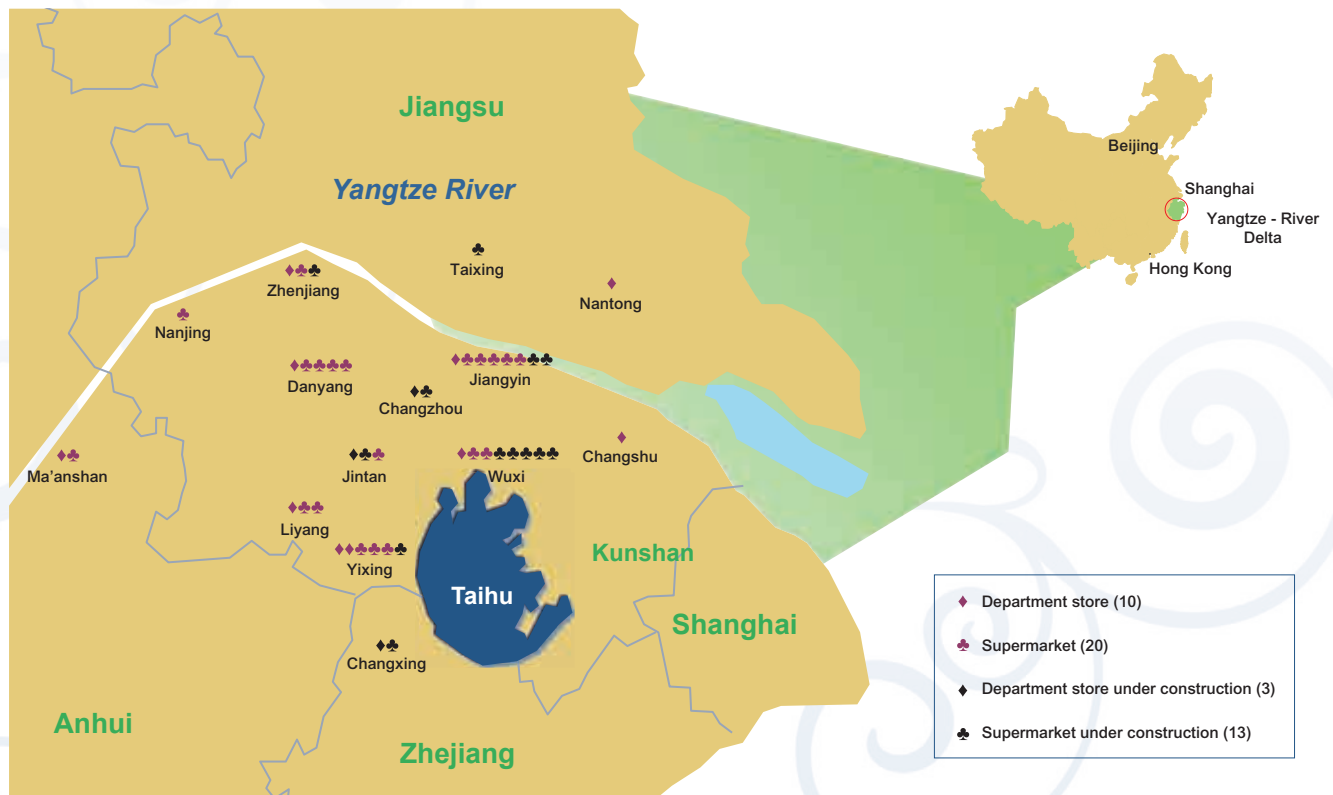 Jiangsu
Yangtze River
Beijing
Shanghai
Yangtze - River
Delta
Hong Kong
Taixing
Zhenjiang
Nantong
Nanjing
Danyang
Jiangyin
Changzhou
Changshu
Ma'anshan
Jintan
Wuxi
Liyang
Yixing
Kunshan
Taihu
Shanghai
Changxing
Anhui
Zhejiang
♦ Department store (10)
♣ Supermarket (20)
♦ Department store under construction (3)
♣ Supermarket under construction (13)